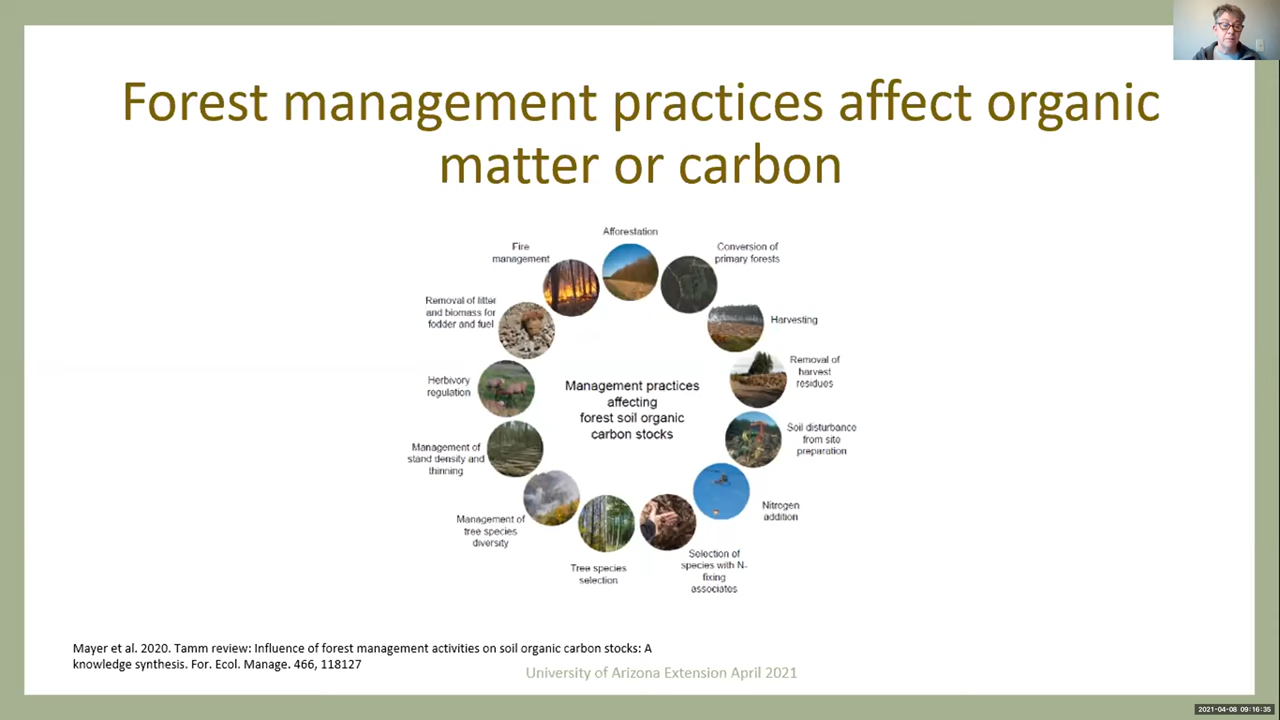 Forest management practices affect organic
matter or carbon
Afforestation
Fire
management
Conversion of
primary forests
Removal of litter
and biomass for
fodder and fuel
Harvesting
Removal of
harvest
residues
Herbivory
regulation
Management practices
affecting
forest soil organic
carbon stocks
Soil disturbance
from site
preparation
Management of
stand density and
thinning
Nitrogen
addition
Management of
tree species
diversity
Selection of
species with N-
fixing
associates
Tree species
selection
Mayer et al. 2020. Tamm review: Influence of forest management activities on soil organic carbon stocks: A
knowledge synthesis. For. Ecol. Manage. 466, 118127
University of Arizona Extension April 2021
2021-04-08 09:16:35